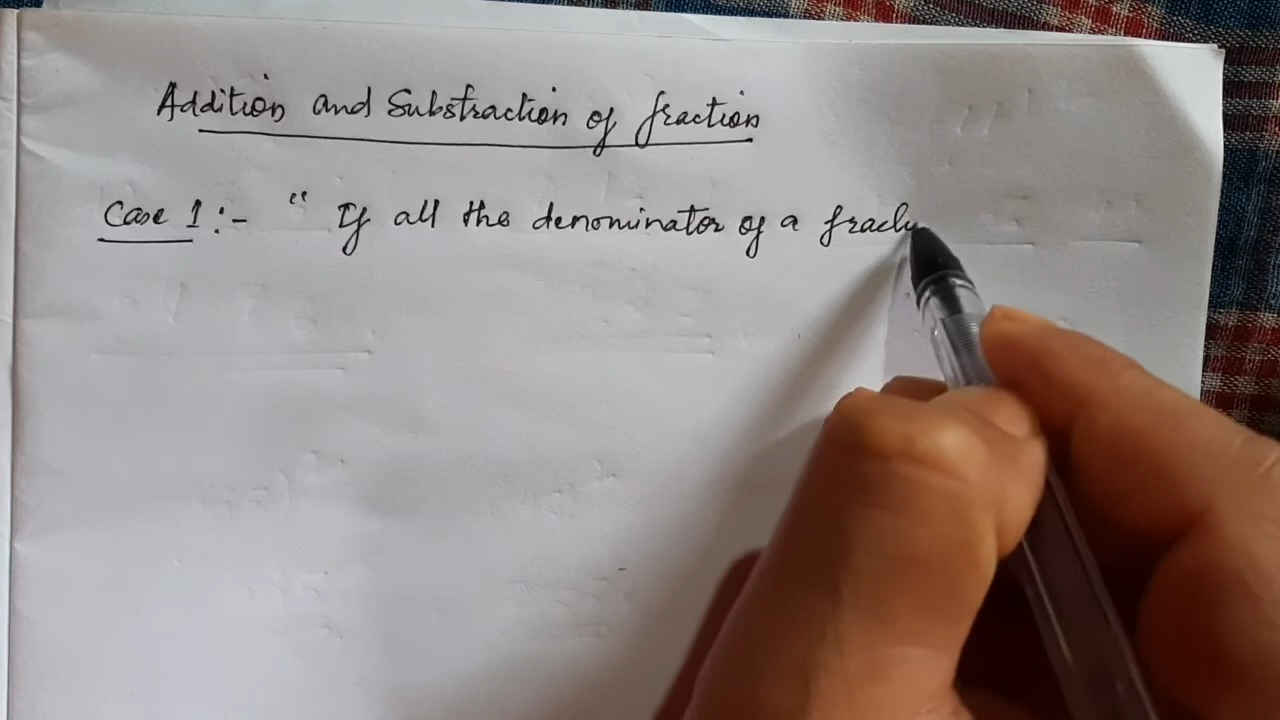 Addition and Substraction of fraction
Case 1:- " If all the denominator of a